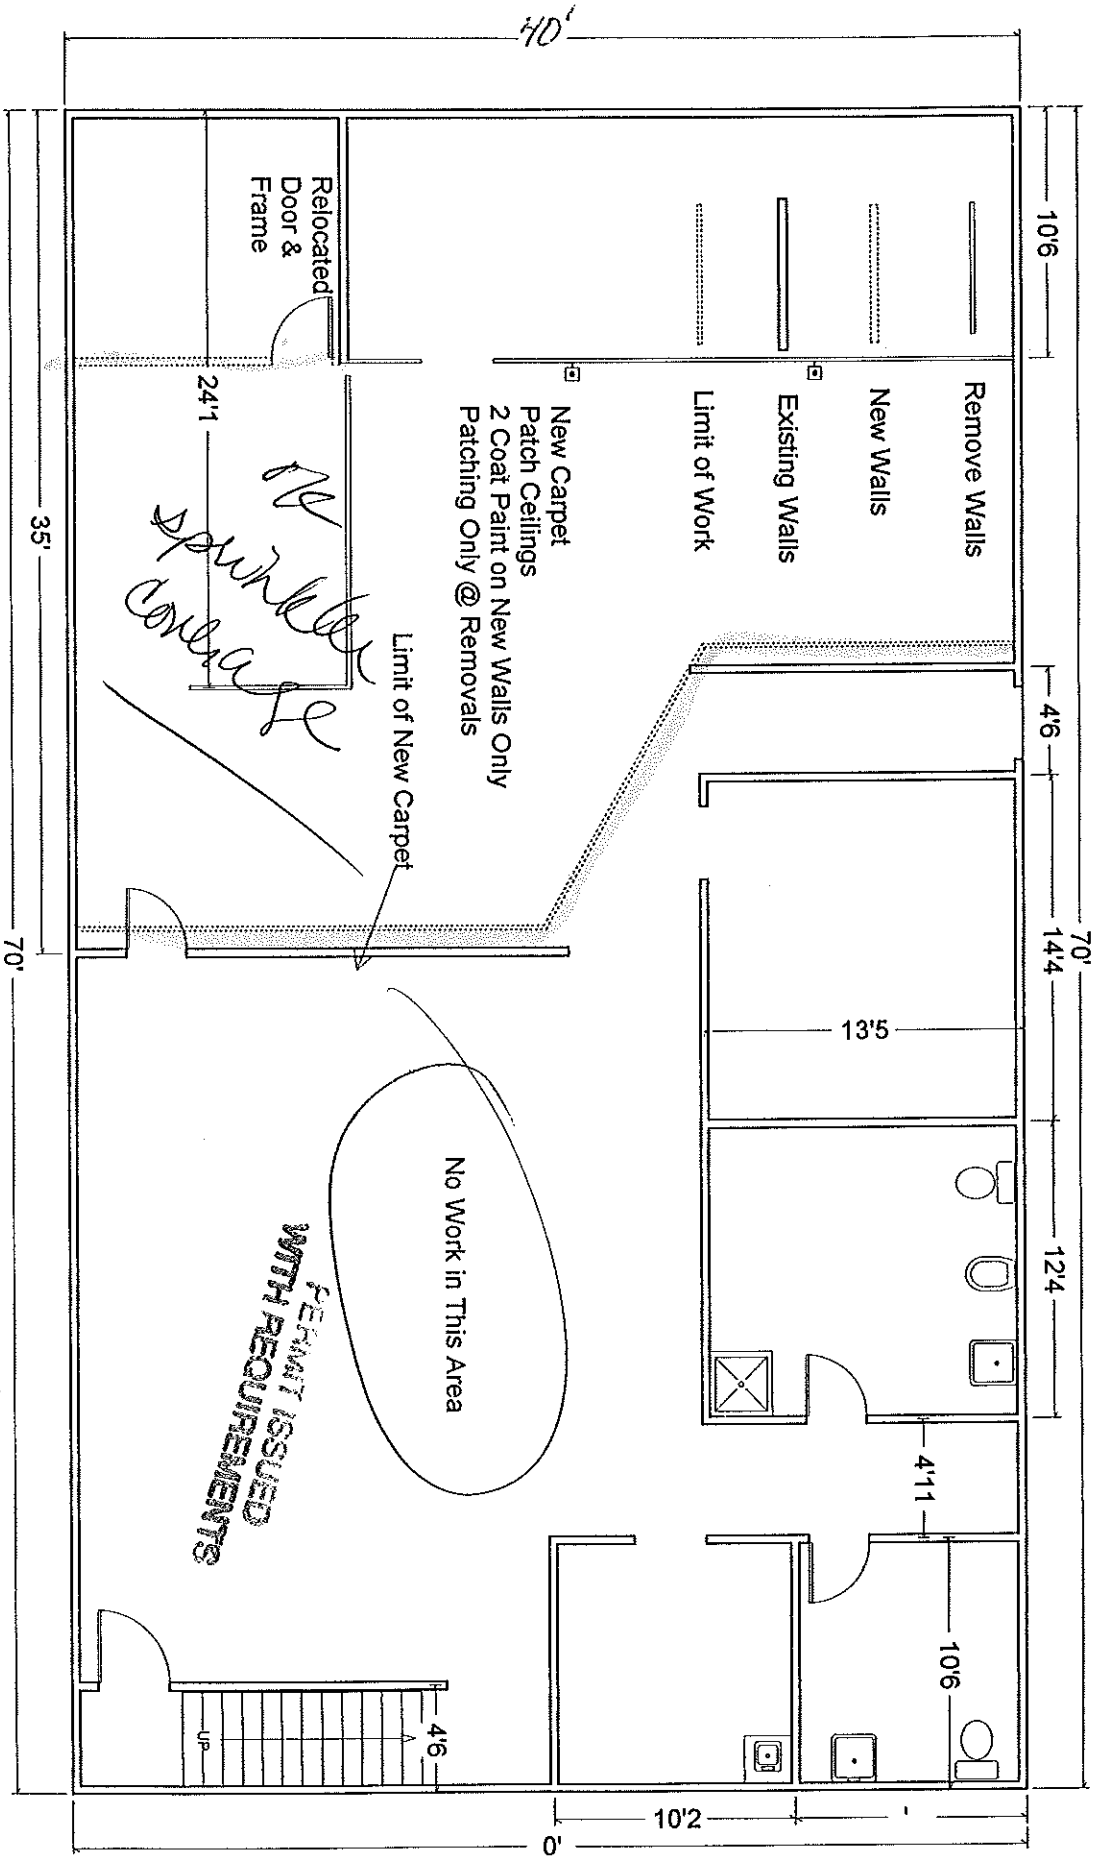 70'
10'6
4'6
14'4
12'4
Remove Walls
New Walls
Existing Walls
Limit of Work
13'5
4'11
10'6
40'
New Carpet
Patch Ceilings
2 Coat Paint on New Walls Only
Patching Only @ Removals
Limit of New Carpet
No Work in This Area
10'2
0'
Relocated
Door &
Frame
24'1
sprinkler
coverage
PERMIT ISSUED
WITH REQUIREMENTS
4'6
UP
35'
70'